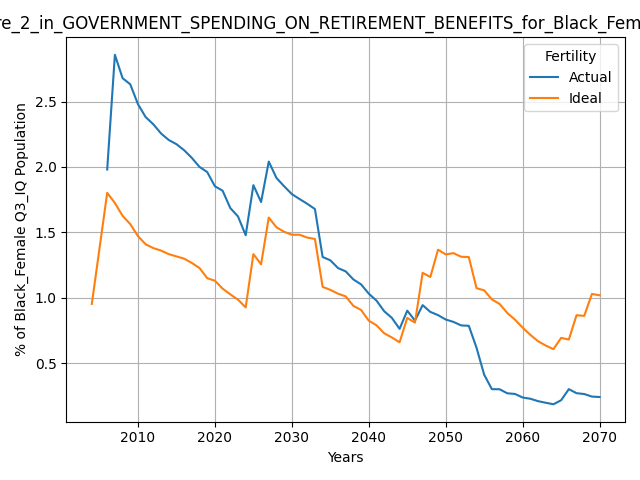 re_2_in_GOVERNMENT_SPENDING_ON_RETIREMENT_BENEFITS_for_Black_Fem
Fertility
Actual
Ideal
% of Black_Female Q3_IQ Population
2.5
2.0
1.5
1.0
0.5
2010 2020 2030 2040 2050 2060 2070
Years